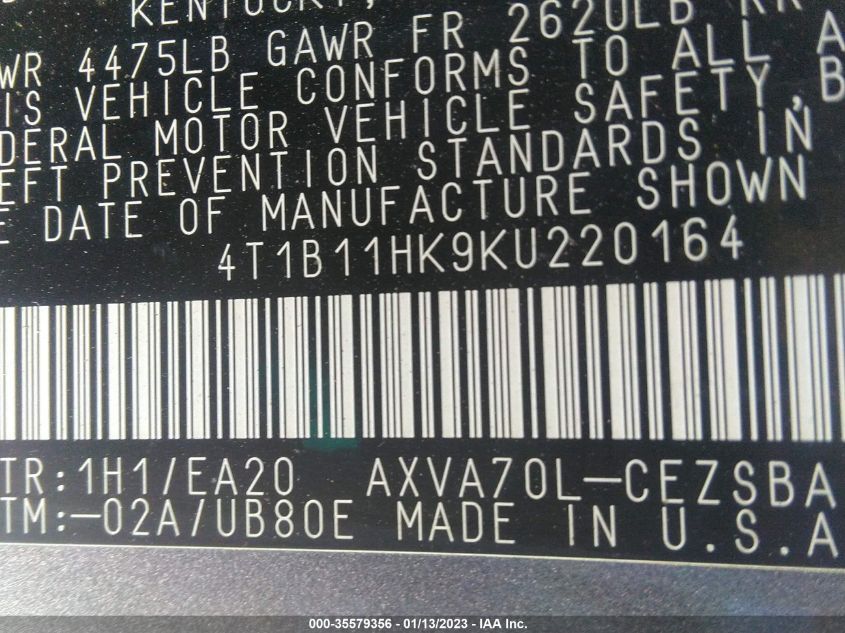 KENTUCKY,
WR 4475LB GAWR FR 2620LB RR
IS VEHICLE CONFORMS TO ALL A
DERAL MOTOR VEHICLE SAFETY, B
EFT PREVENTION STANDARDS IN
E DATE OF MANUFACTURE SHOWN
4T1B11HK9KU220164
TR:1H1/EA20 AXVA70L-CEZSBA
TM:-02A/UB80E MADE IN U.S.A
000-35579356 - 01/13/2023 - IAA Inc.